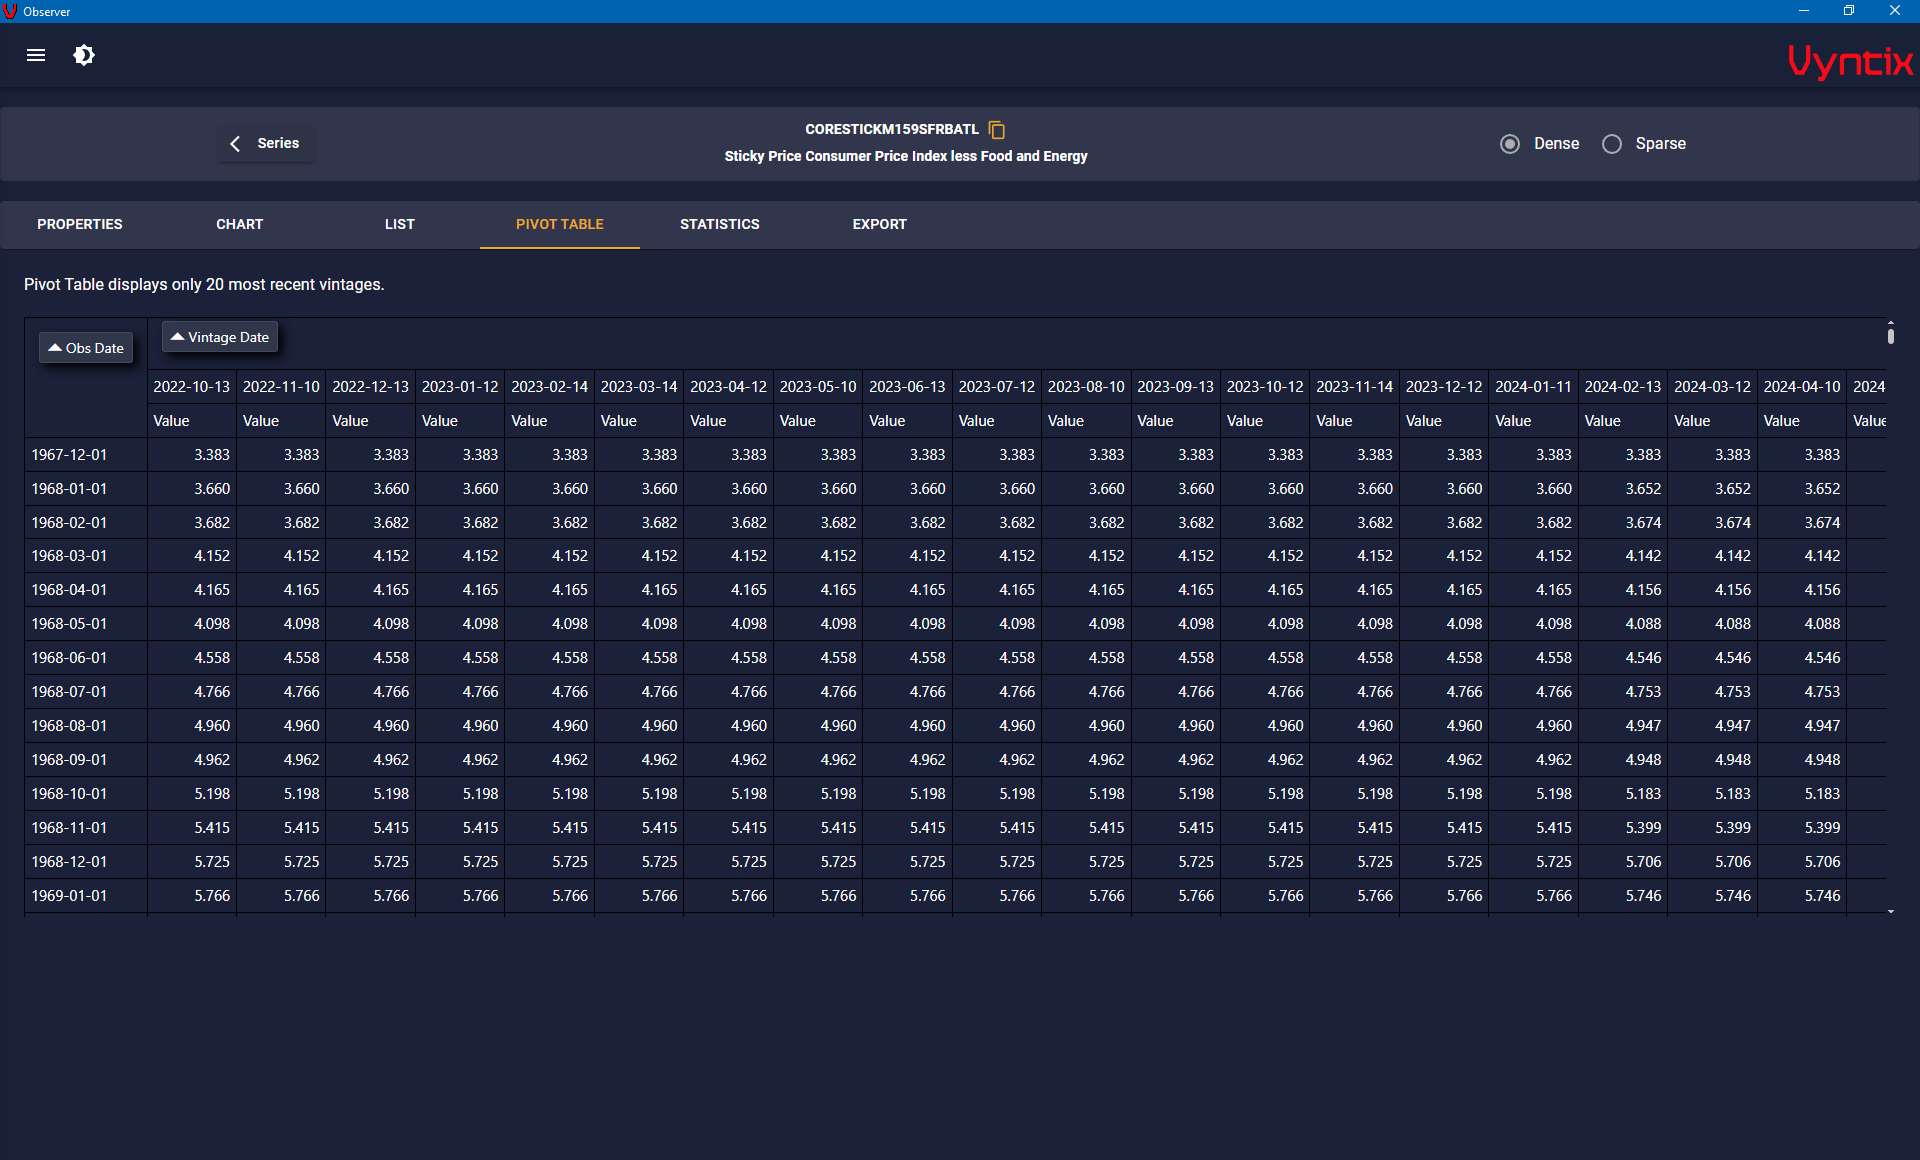 Observer
Vyntix
Series
CORESTICKM159SFRBATL
Sticky Price Consumer Price Index less Food and Energy
Dense Sparse
PROPERTIES CHART LIST PIVOT TABLE STATISTICS EXPORT
Pivot Table displays only 20 most recent vintages.
Obs Date Vintage Date
2022-10-13 2022-11-10 2022-12-13 2023-01-12 2023-02-14 2023-03-14 2023-04-12 2023-05-10 2023-06-13 2023-07-12 2023-08-10 2023-09-13 2023-10-12 2023-11-14 2023-12-12 2024-01-11 2024-02-13 2024-03-12 2024-04-10 2024
Value Value Value Value Value Value Value Value Value Value Value Value Value Value Value Value Value Value Value Value
1967-12-01 3.383 3.383 3.383 3.383 3.383 3.383 3.383 3.383 3.383 3.383 3.383 3.383 3.383 3.383 3.383 3.383 3.383 3.383 3.383
1968-01-01 3.660 3.660 3.660 3.660 3.660 3.660 3.660 3.660 3.660 3.660 3.660 3.660 3.660 3.660 3.660 3.660 3.652 3.652 3.652
1968-02-01 3.682 3.682 3.682 3.682 3.682 3.682 3.682 3.682 3.682 3.682 3.682 3.682 3.682 3.682 3.682 3.682 3.674 3.674 3.674
1968-03-01 4.152 4.152 4.152 4.152 4.152 4.152 4.152 4.152 4.152 4.152 4.152 4.152 4.152 4.152 4.152 4.152 4.142 4.142 4.142
1968-04-01 4.165 4.165 4.165 4.165 4.165 4.165 4.165 4.165 4.165 4.165 4.165 4.165 4.165 4.165 4.165 4.165 4.156 4.156 4.156
1968-05-01 4.098 4.098 4.098 4.098 4.098 4.098 4.098 4.098 4.098 4.098 4.098 4.098 4.098 4.098 4.098 4.098 4.088 4.088 4.088
1968-06-01 4.558 4.558 4.558 4.558 4.558 4.558 4.558 4.558 4.558 4.558 4.558 4.558 4.558 4.558 4.558 4.558 4.546 4.546 4.546
1968-07-01 4.766 4.766 4.766 4.766 4.766 4.766 4.766 4.766 4.766 4.766 4.766 4.766 4.766 4.766 4.766 4.766 4.753 4.753 4.753
1968-08-01 4.960 4.960 4.960 4.960 4.960 4.960 4.960 4.960 4.960 4.960 4.960 4.960 4.960 4.960 4.960 4.960 4.947 4.947 4.947
1968-09-01 4.962 4.962 4.962 4.962 4.962 4.962 4.962 4.962 4.962 4.962 4.962 4.962 4.962 4.962 4.962 4.962 4.948 4.948 4.948
1968-10-01 5.198 5.198 5.198 5.198 5.198 5.198 5.198 5.198 5.198 5.198 5.198 5.198 5.198 5.198 5.198 5.198 5.183 5.183 5.183
1968-11-01 5.415 5.415 5.415 5.415 5.415 5.415 5.415 5.415 5.415 5.415 5.415 5.415 5.415 5.415 5.415 5.415 5.399 5.399 5.399
1968-12-01 5.725 5.725 5.725 5.725 5.725 5.725 5.725 5.725 5.725 5.725 5.725 5.725 5.725 5.725 5.725 5.725 5.706 5.706 5.706
1969-01-01 5.766 5.766 5.766 5.766 5.766 5.766 5.766 5.766 5.766 5.766 5.766 5.766 5.766 5.766 5.766 5.766 5.746 5.746 5.746